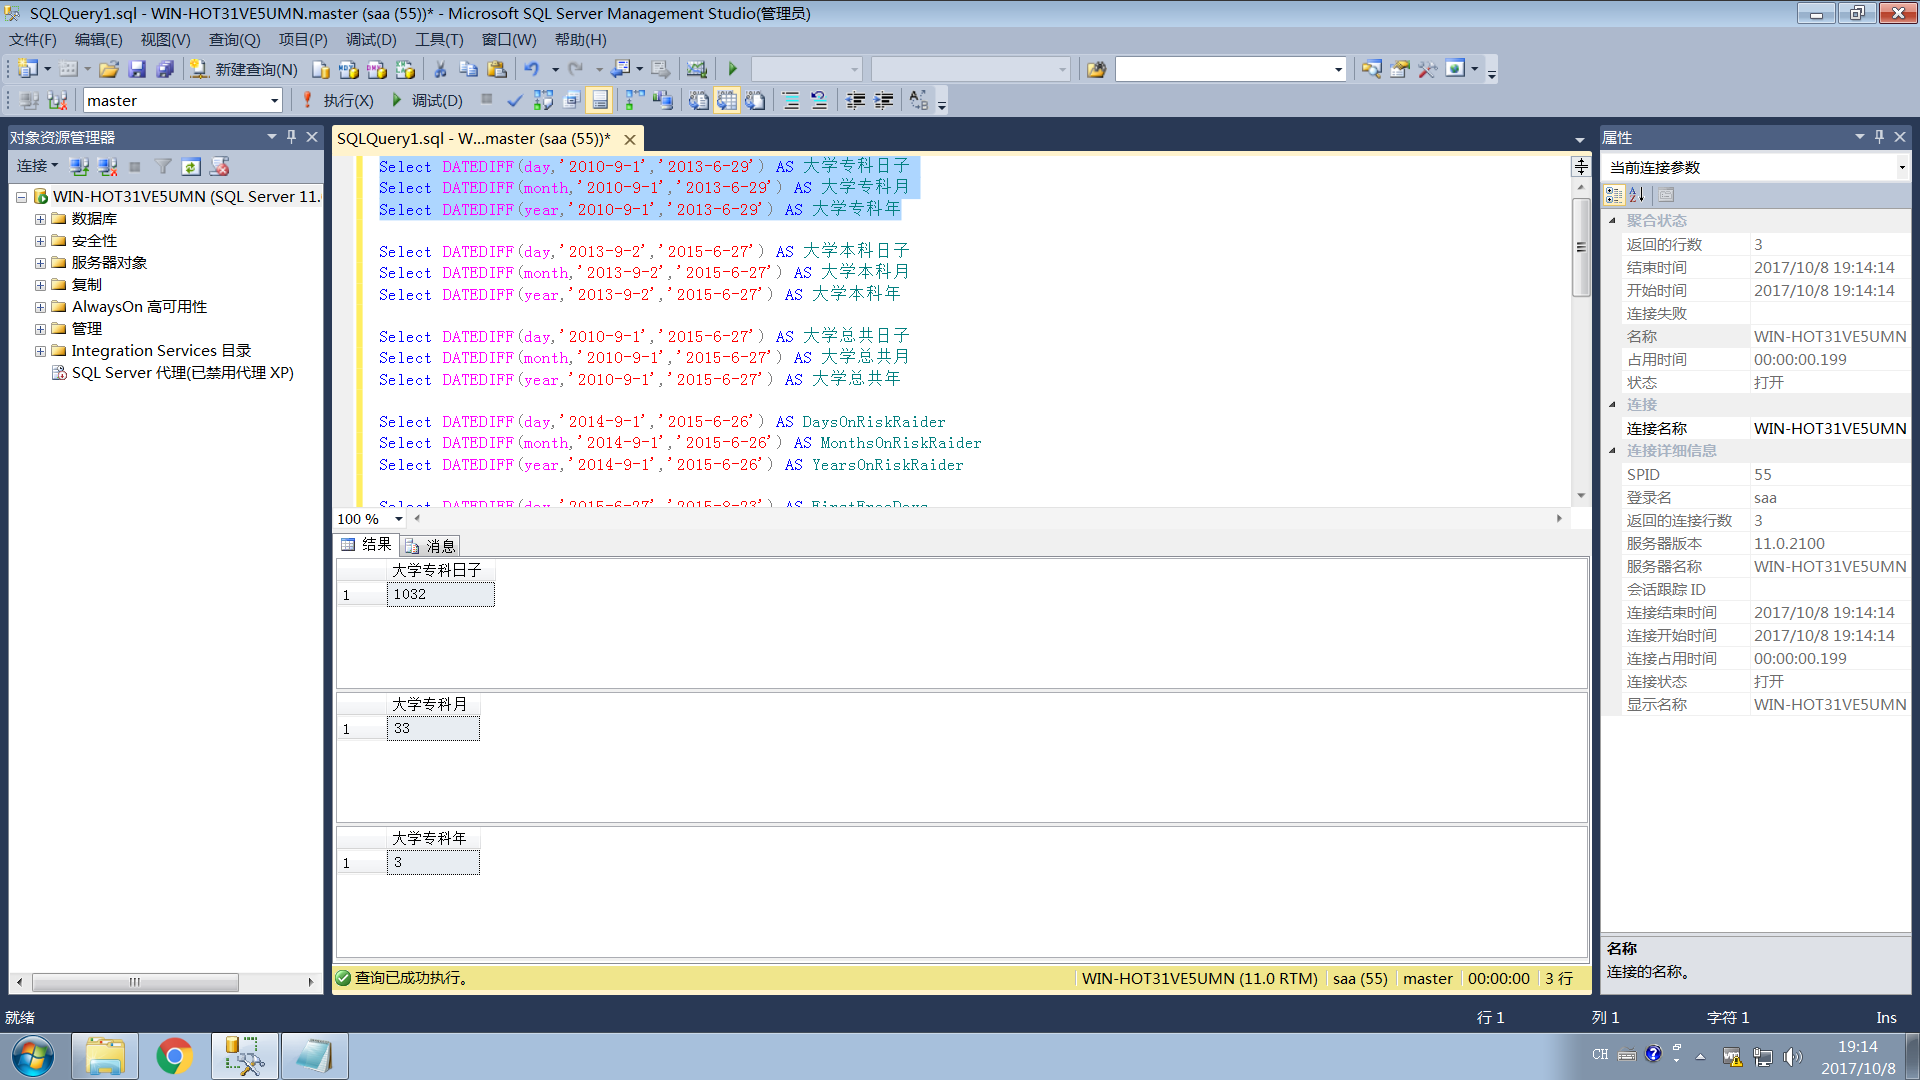 SQLQuery1.sql - WIN-HOT31VE5UMN.master (saa (55))* - Microsoft SQL Server Management Studio(管理员)
文件(F) 编辑(E) 视图(V) 查询(Q) 项目(P) 调试(D) 工具(T) 窗口(W) 帮助(H)
新建查询(N)
master 执行(X) 调试(D)
对象资源管理器
连接
WIN-HOT31VE5UMN (SQL Server 11.
数据库
安全性
服务器对象
复制
AlwaysOn 高可用性
管理
Integration Services 目录
SQL Server 代理(已禁用代理 XP)
SQLQuery1.sql - W...master (saa (55))*
Select DATEDIFF(day,'2010-9-1','2013-6-29') AS 大学专科日子
Select DATEDIFF(month,'2010-9-1','2013-6-29') AS 大学专科月
Select DATEDIFF(year,'2010-9-1','2013-6-29') AS 大学专科年
Select DATEDIFF(day,'2013-9-2','2015-6-27') AS 大学本科日子
Select DATEDIFF(month,'2013-9-2','2015-6-27') AS 大学本科月
Select DATEDIFF(year,'2013-9-2','2015-6-27') AS 大学本科年
Select DATEDIFF(day,'2010-9-1','2015-6-27') AS 大学总共日子
Select DATEDIFF(month,'2010-9-1','2015-6-27') AS 大学总共月
Select DATEDIFF(year,'2010-9-1','2015-6-27') AS 大学总共年
Select DATEDIFF(day,'2014-9-1','2015-6-26') AS DaysOnRiskRaider
Select DATEDIFF(month,'2014-9-1','2015-6-26') AS MonthsOnRiskRaider
Select DATEDIFF(year,'2014-9-1','2015-6-26') AS YearsOnRiskRaider
Select DATEDIFF(day,'2015-6-27','2015-8-23') AS FirstFreeDays
100 %
结果 消息
大学专科日子
1 1032
大学专科月
1 33
大学专科年
1 3
查询已成功执行。 WIN-HOT31VE5UMN (11.0 RTM) saa (55) master 00:00:00 3 行
属性
当前连接参数
聚合状态
返回的行数 3
结束时间 2017/10/8 19:14:14
开始时间 2017/10/8 19:14:14
连接失败
名称 WIN-HOT31VE5UMN
占用时间 00:00:00.199
状态 打开
连接
连接名称 WIN-HOT31VE5UMN
连接详细信息
SPID 55
登录名 saa
返回的连接行数 3
服务器版本 11.0.2100
服务器名称 WIN-HOT31VE5UMN
会话跟踪 ID
连接结束时间 2017/10/8 19:14:14
连接开始时间 2017/10/8 19:14:14
连接占用时间 00:00:00.199
连接状态 打开
显示名称 WIN-HOT31VE5UMN
名称
连接的名称。
就绪 行 1 列 1 字符 1 Ins
CH 19:14
2017/10/8